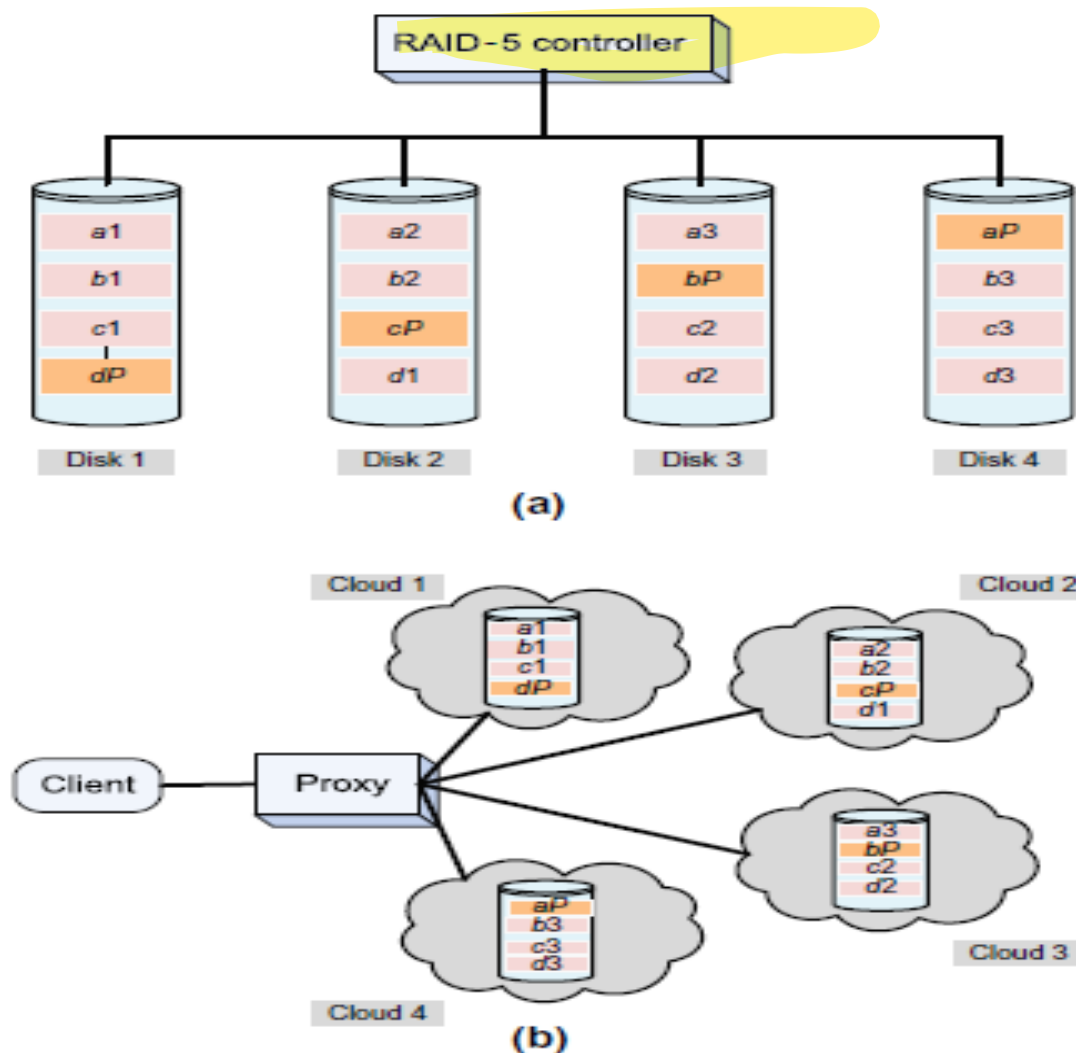 RAID-5 controller
a1
b1
c1
dP
a2
b2
cP
d1
a3
bP
c2
d2
aP
b3
c3
d3
Disk 1
Disk 2
Disk 3
Disk 4
(a)
Cloud 1
a1
b1
c1
dP
Cloud 2
a2
b2
cP
d1
Client
Proxy
a3
bP
c2
d2
Cloud 3
aP
b3
c3
d3
Cloud 4
(b)